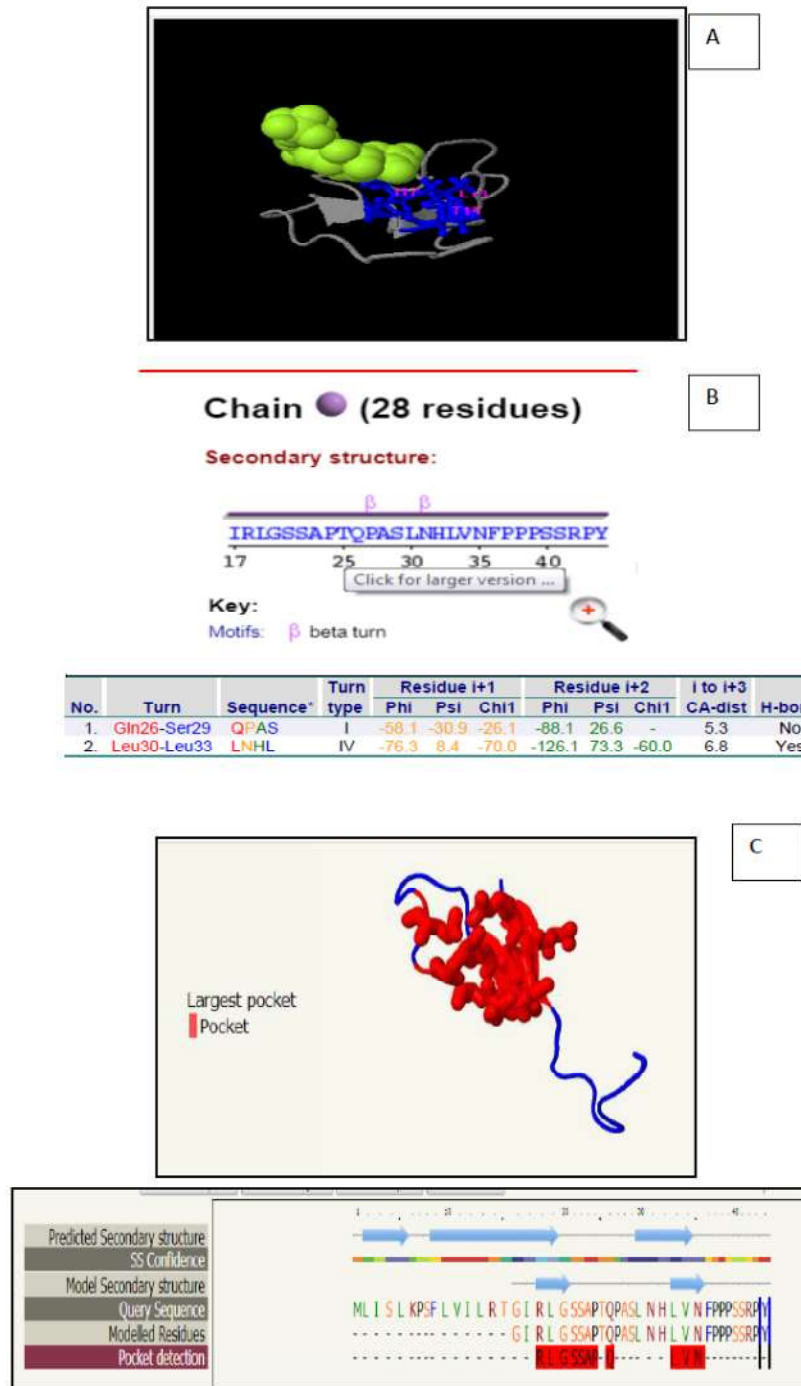 A
B
Chain (28 residues)
Secondary structure:
β β
IRLGSSAPTQPASLNHLVNFPPPSSRPY
17 25 30 35 40
Click for larger version ...
Key:
Motifs: β beta turn
No. Turn Sequence* Turn type Residue i+1 Residue i+2 i to i+3 CA-dist H-bon
Phi Psi Chi1 Phi Psi Chi1
1. Gln26-Ser29 QPAS I -58.1 -30.9 -26.1 -88.1 26.6 - 5.3 No
2. Leu30-Leu33 LNHL IV -76.3 8.4 -70.0 -126.1 73.3 -60.0 6.8 Yes
C
Largest pocket
Pocket
Predicted Secondary structure
SS Confidence
Model Secondary structure
Query Sequence MLISLKPSFLVILRTGIRLGSSAPTQPASLNHLVNFPPPSSRPY
Modelled Residues GIRLGSSAPTQPASLNHLVNFPPPSSRPY
Pocket detection RLGSSAP-Q LVN